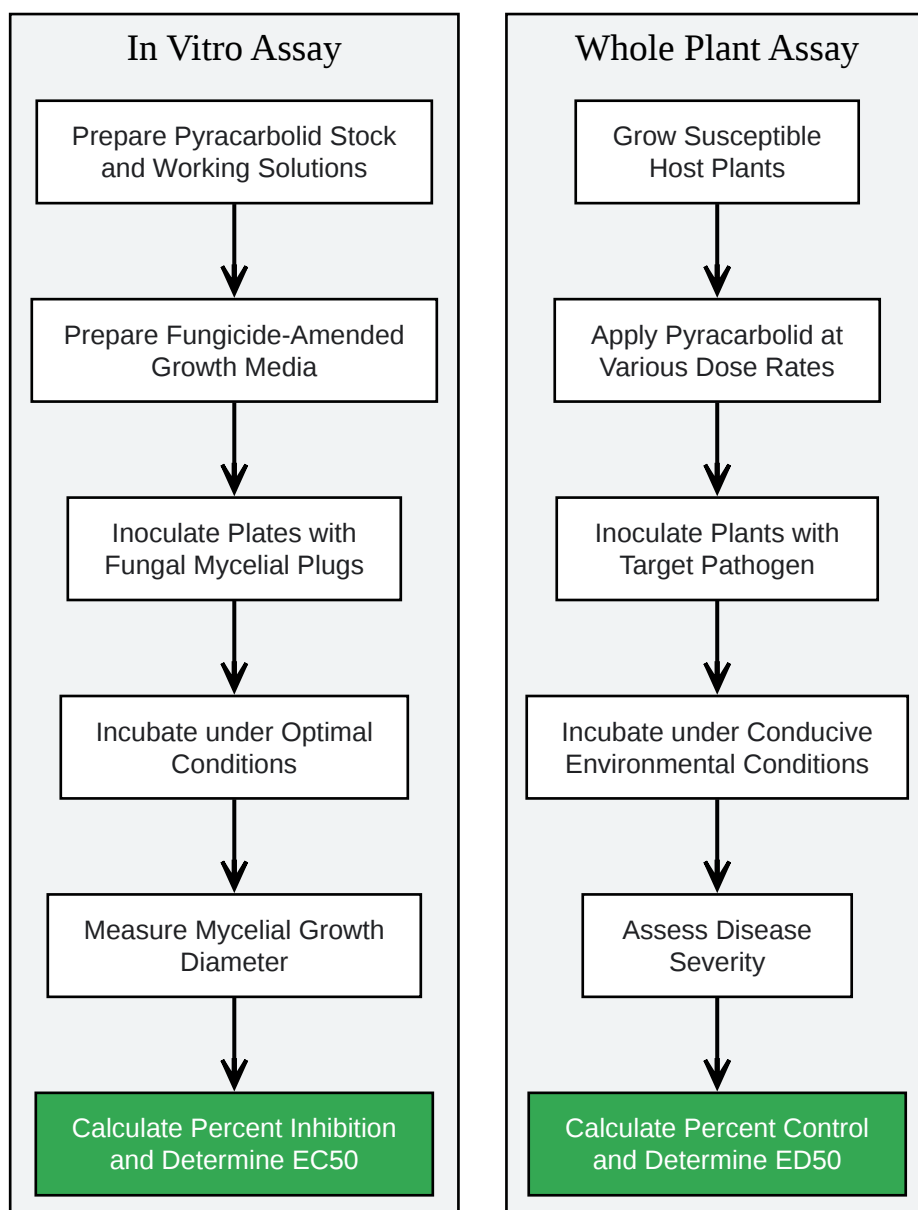 In Vitro Assay
Prepare Pyracarbolid Stock
and Working Solutions
Prepare Fungicide-Amended
Growth Media
Inoculate Plates with
Fungal Mycelial Plugs
Incubate under Optimal
Conditions
Measure Mycelial Growth
Diameter
Calculate Percent Inhibition
and Determine EC50
Whole Plant Assay
Grow Susceptible
Host Plants
Apply Pyracarbolid at
Various Dose Rates
Inoculate Plants with
Target Pathogen
Incubate under Conducive
Environmental Conditions
Assess Disease
Severity
Calculate Percent Control
and Determine ED50